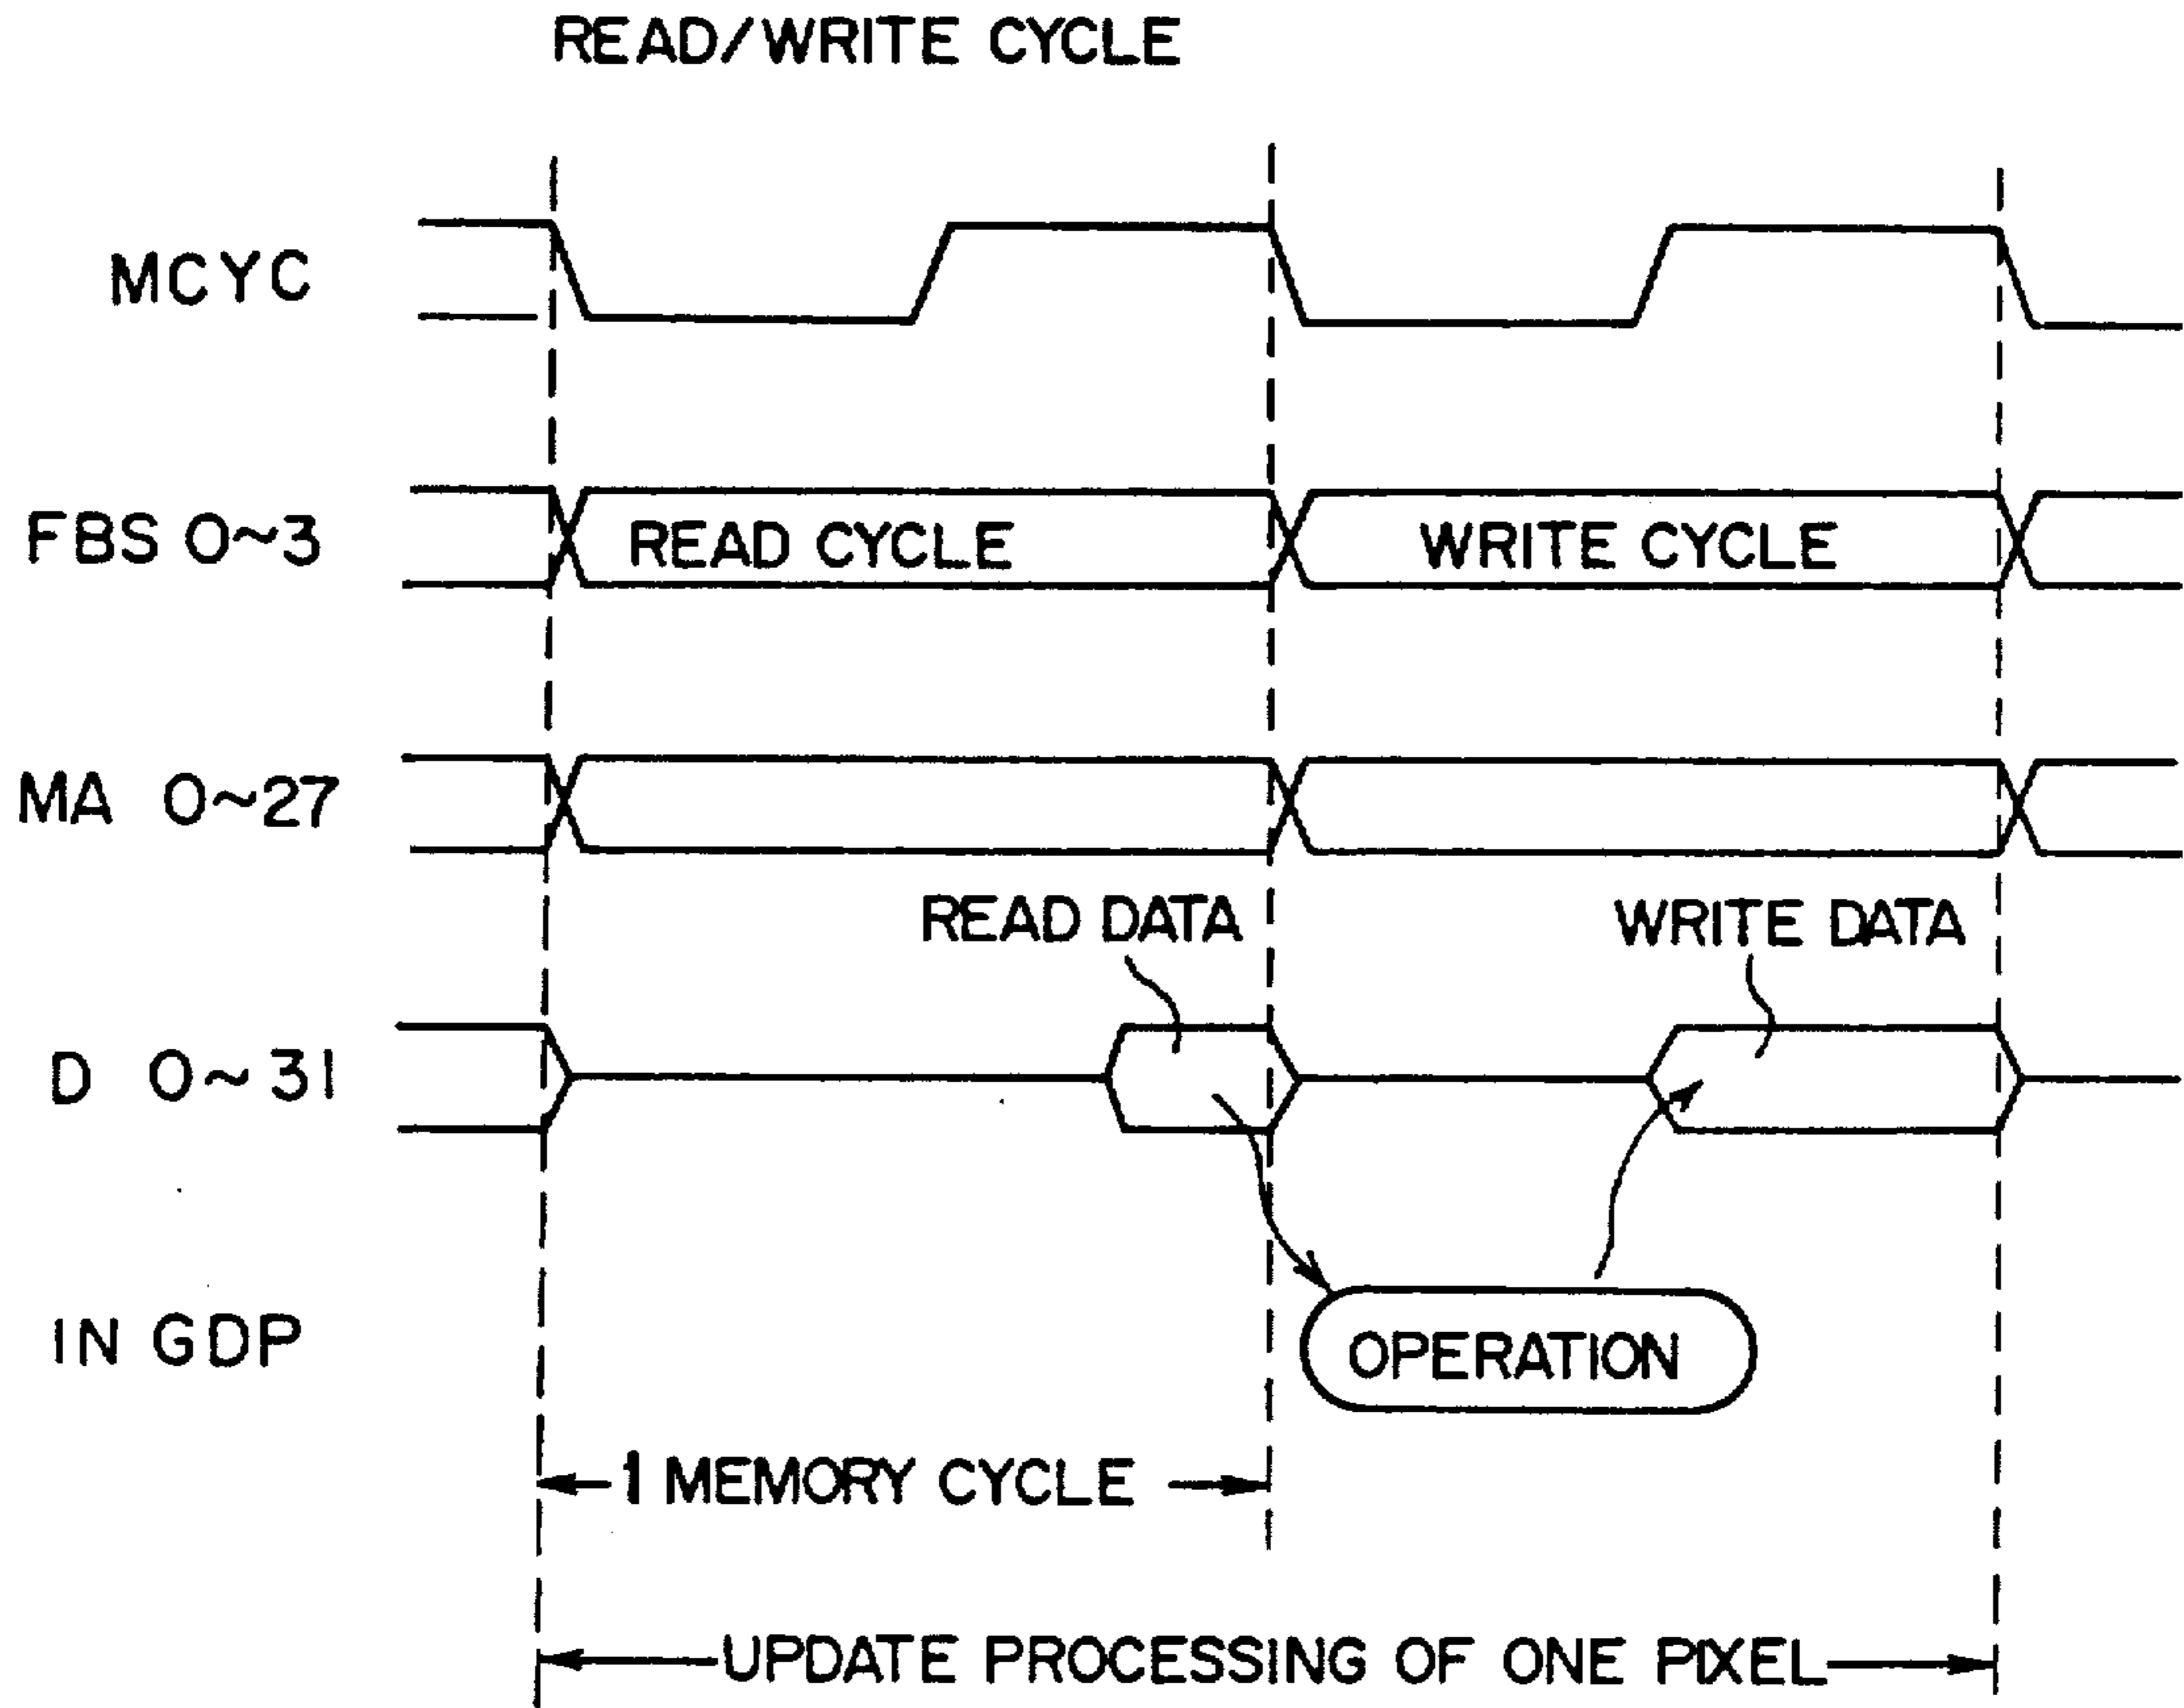 READ/WRITE CYCLE
MCYC
FBS 0~3
READ CYCLE
WRITE CYCLE
MA 0~27
READ DATA
WRITE DATA
D 0~31
IN GDP
OPERATION
1 MEMORY CYCLE
UPDATE PROCESSING OF ONE PIXEL